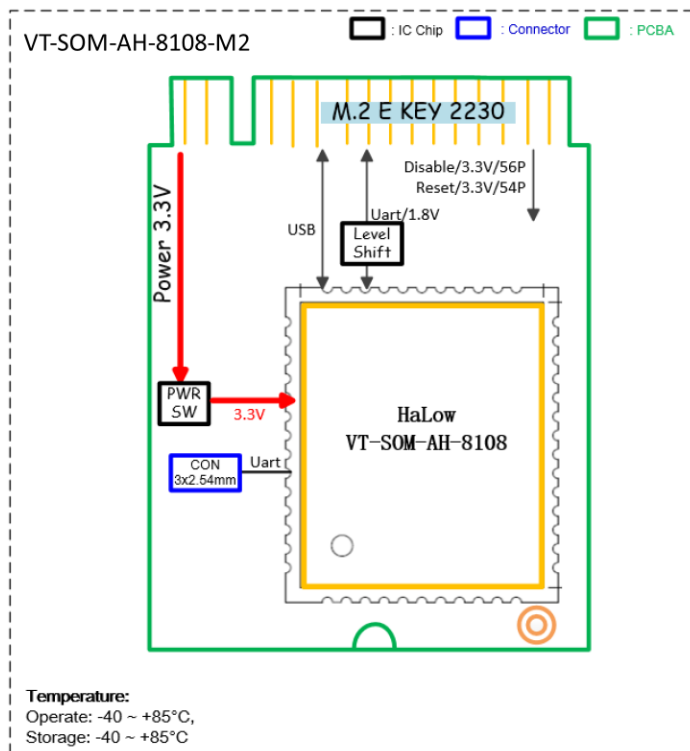 VT-SOM-AH-8108-M2
: IC Chip
: Connector
: PCBA
M.2 E KEY 2230
Power 3.3V
Disable/3.3V/56P
Reset/3.3V/54P
USB
Uart/1.8V
Level
Shift
PWR
SW
3.3V
HaLow
VT-SOM-AH-8108
CON
3x2.54mm
Uart
Temperature:
Operate: -40 ~ +85°C,
Storage: -40 ~ +85°C